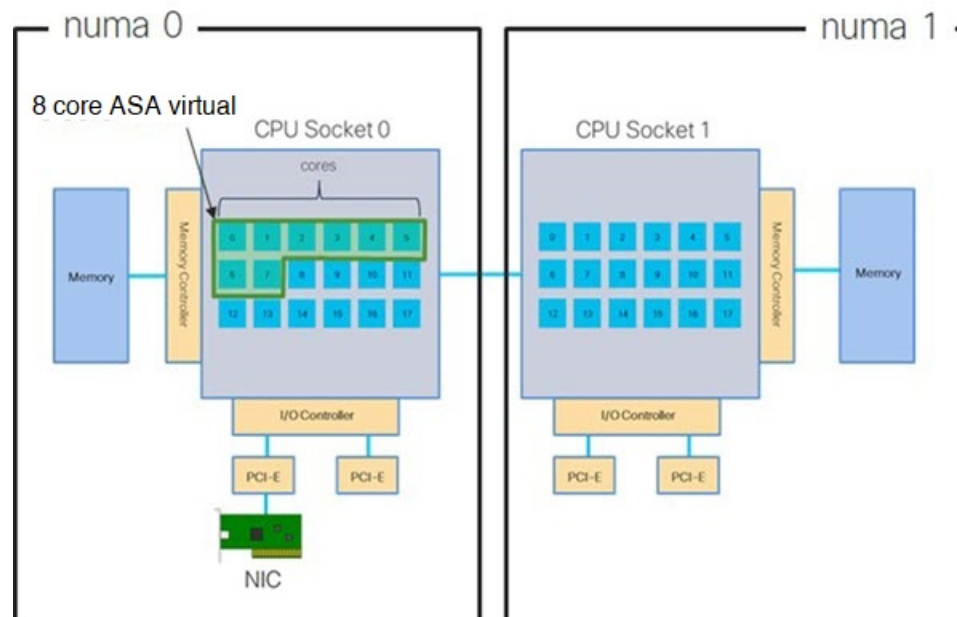 numa 0
numa 1
8 core ASA virtual
CPU Socket 0
CPU Socket 1
cores
Memory
Memory Controller
0 1 2 3 4 5
6 7 8 9 10 11
12 13 14 15 16 17
0 1 2 3 4 5
6 7 8 9 10 11
12 13 14 15 16 17
Memory Controller
Memory
I/O Controller
I/O Controller
PCI-E
PCI-E
PCI-E
PCI-E
NIC